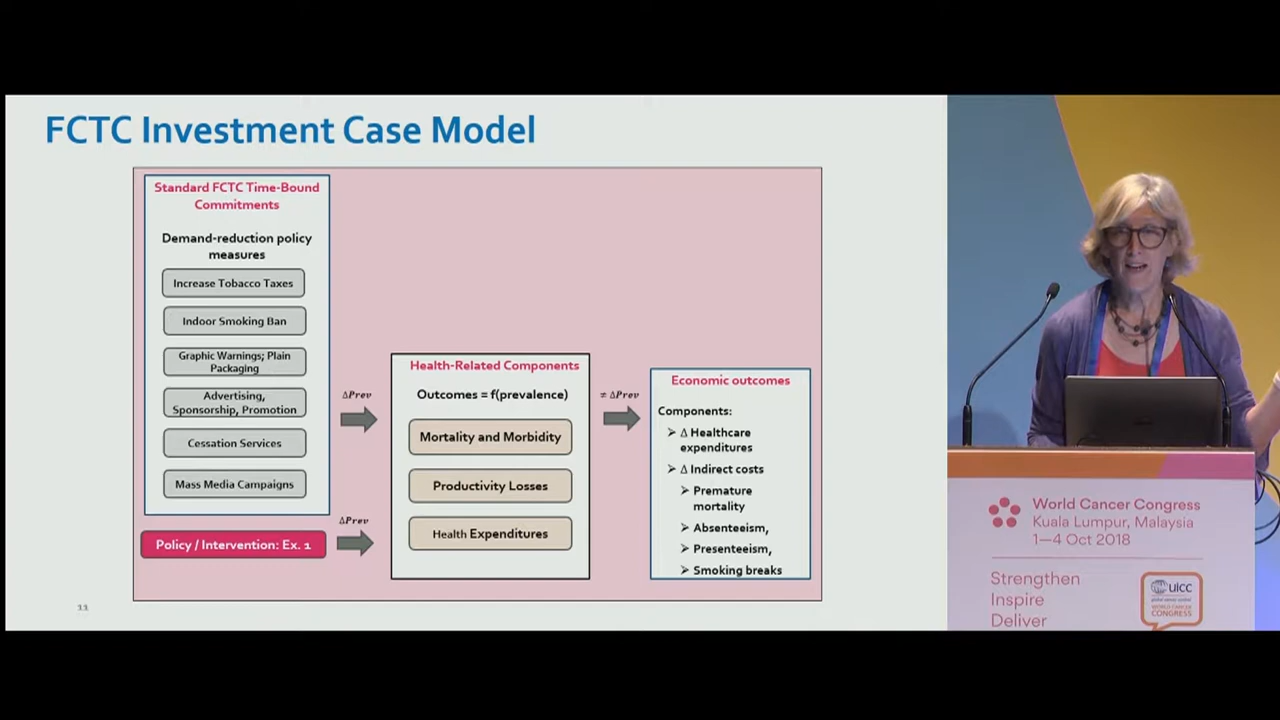 FCTC Investment Case Model
Standard FCTC Time-Bound
Commitments
Demand-reduction policy
measures
Increase Tobacco Taxes
Indoor Smoking Ban
Graphic Warnings; Plain
Packaging
Advertising,
Sponsorship, Promotion
Cessation Services
Mass Media Campaigns
Policy / Intervention: Ex. 1
ΔPrev
ΔPrev
Health-Related Components
Outcomes = f(prevalence)
Mortality and Morbidity
Productivity Losses
Health Expenditures
≠ ΔPrev
Economic outcomes
Components:
➢ Δ Healthcare
expenditures
➢ Δ Indirect costs
➢ Premature
mortality
➢ Absenteeism,
➢ Presenteeism,
➢ Smoking breaks
World Cancer Congress
Kuala Lumpur, Malaysia
1—4 Oct 2018
Strengthen
Inspire
Deliver
uicc
WORLD CANCER
CONGRESS